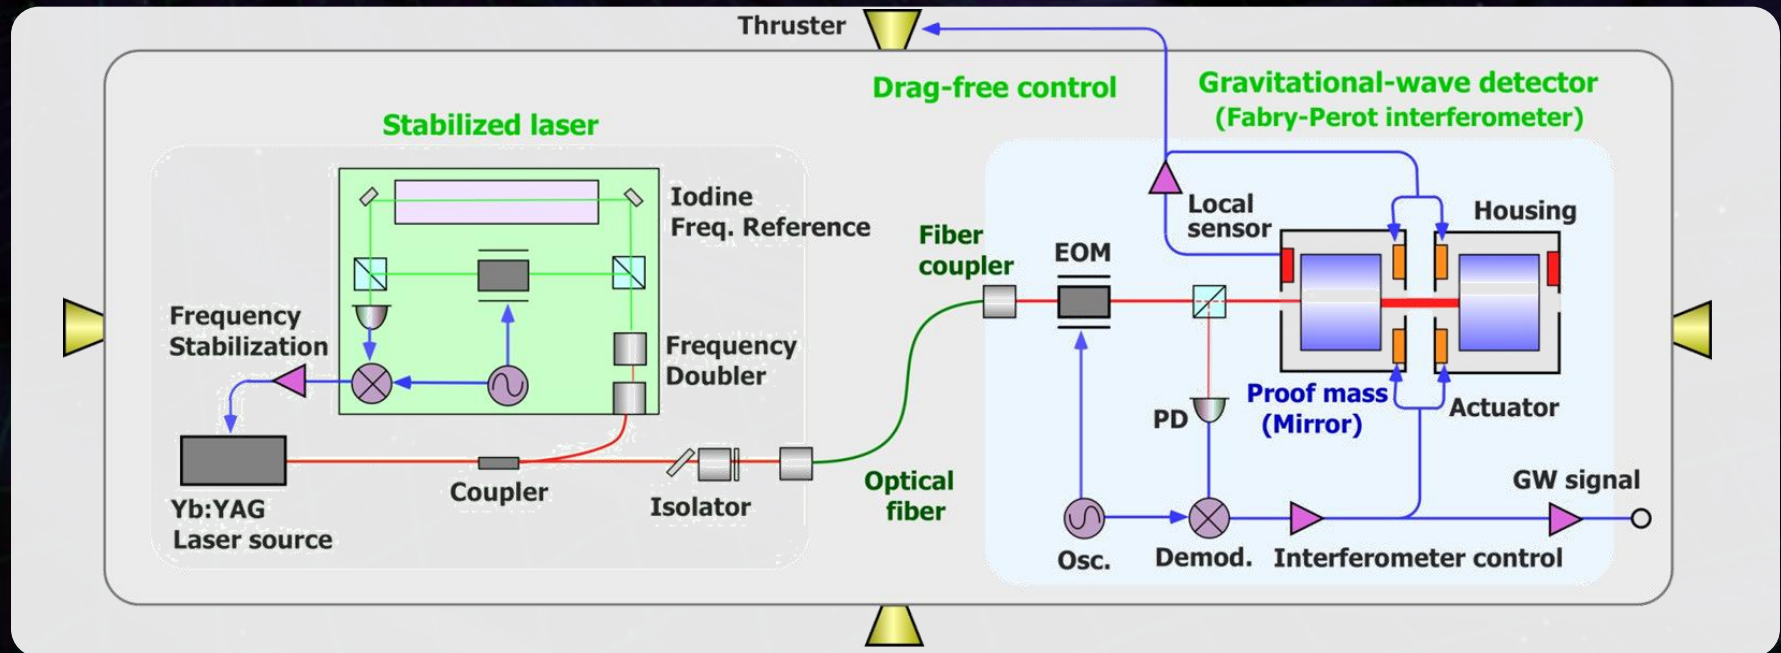 Thruster
Drag-free control
Gravitational-wave detector
(Fabry-Perot interferometer)
Stabilized laser
Iodine
Freq. Reference
Local
sensor
Housing
Fiber
coupler
EOM
Frequency
Stabilization
Frequency
Doubler
Proof mass
(Mirror)
Actuator
PD
Coupler
Isolator
Optical
fiber
GW signal
Yb:YAG
Laser source
Osc.
Demod.
Interferometer control